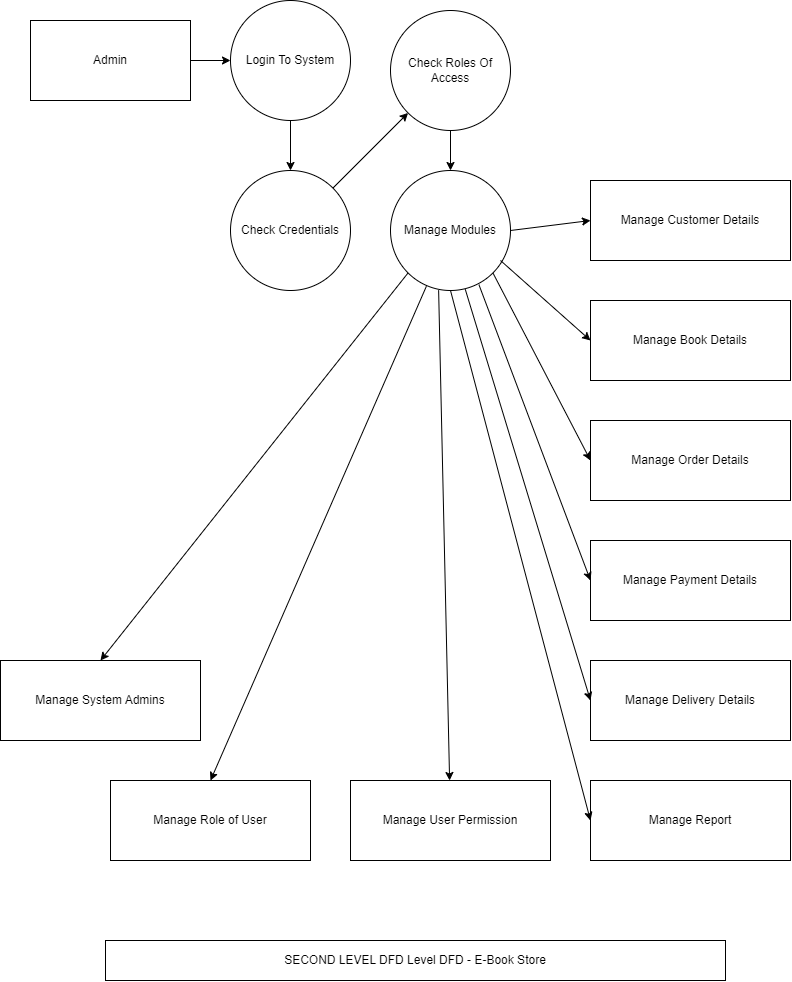 Admin
Login To System
Check Roles Of
Access
Check Credentials
Manage Modules
Manage Customer Details
Manage Book Details
Manage Order Details
Manage Payment Details
Manage System Admins
Manage Delivery Details
Manage Role of User
Manage User Permission
Manage Report
SECOND LEVEL DFD Level DFD - E-Book Store